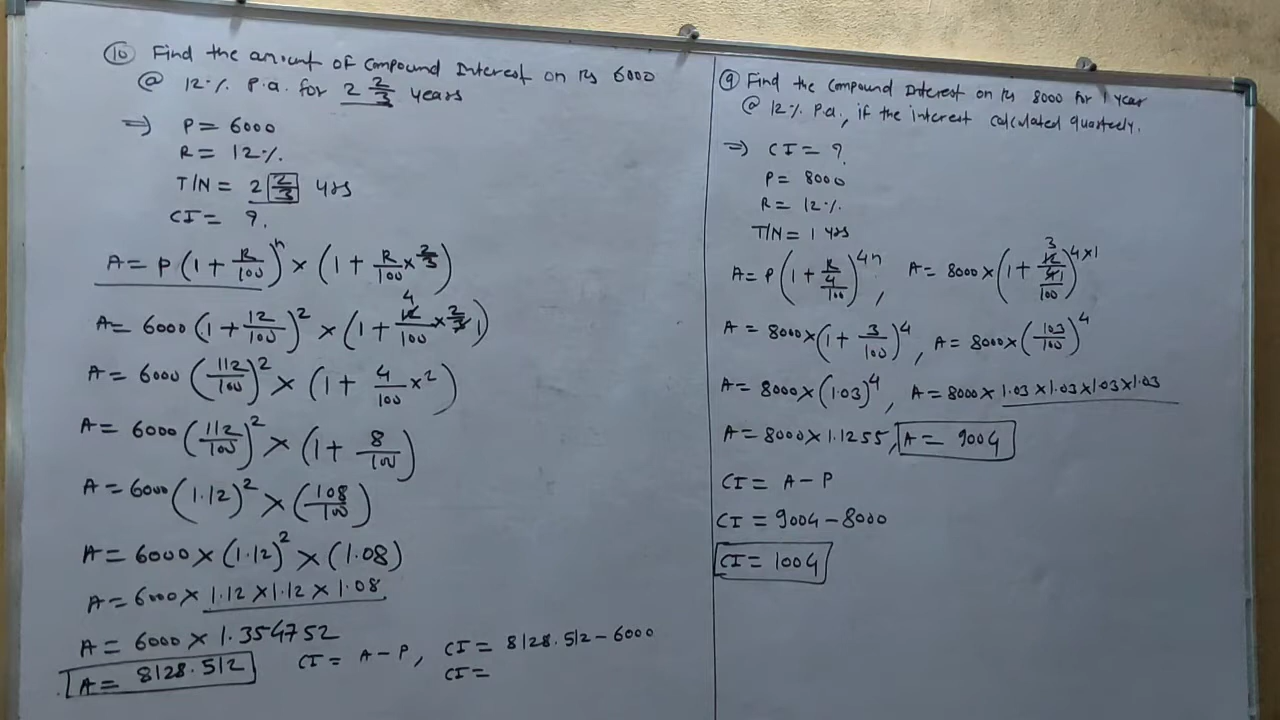 ⑩ Find the amount of Compound Interest on Rs 6000
@ 12% P.a. for 2 2/3 years
⇒ P = 6000
R = 12%.
T/N = 2 2/3 yrs
CI = ?
A = P (1 + R/100)^n × (1 + R/100 × 2/3)
A = 6000 (1 + 12/100)^2 × (1 + 4 12/100 × 2/3 1)
A = 6000 (112/100)^2 × (1 + 4/100 × 2)
A = 6000 (112/100)^2 × (1 + 8/100)
A = 6000 (1.12)^2 × (108/100)
A = 6000 × (1.12)^2 × (1.08)
A = 6000 × 1.12 × 1.12 × 1.08
A = 6000 × 1.354752
A = 8128.512
CI = A - P, CI = 8128.512 - 6000
CI =
⑨ Find the Compound Interest on Rs 8000 for 1 year
@ 12% P.a., if the interest calculated quarterly.
⇒ CI = ?
P = 8000
R = 12%.
T/N = 1 yrs
A = P (1 + R/4/100)^4n, A = 8000 × (1 + 3 12/4 1/100)^4×1
A = 8000 × (1 + 3/100)^4, A = 8000 × (103/100)^4
A = 8000 × (1.03)^4, A = 8000 × 1.03 × 1.03 × 1.03 × 1.03
A = 8000 × 1.1255, A = 9004
CI = A - P
CI = 9004 - 8000
CI = 1004